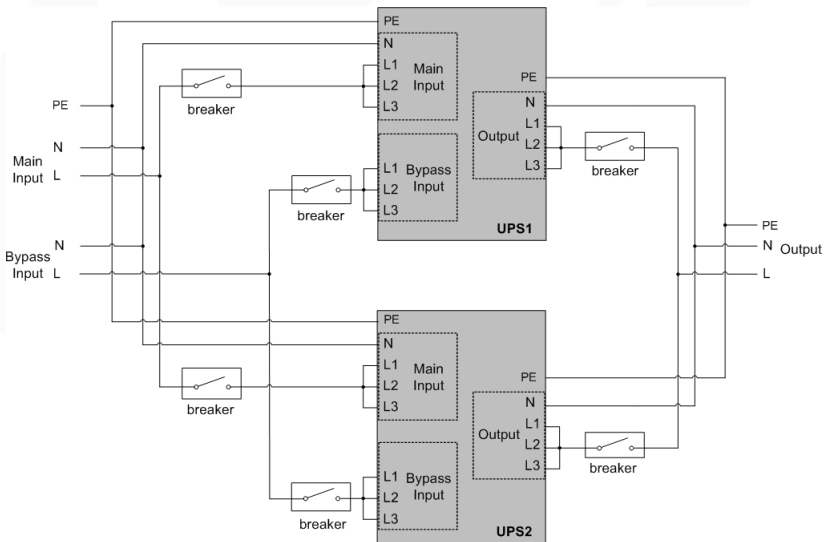 PE
N
L1
Main
L2
Input
L3
breaker
PE
N
Main
Input
L
L1
Bypass
L2
Input
L3
breaker
UPS1
PE
N
L1
Output
L2
L3
breaker
N
Bypass
Input
L
PE
N
Output
L
PE
N
L1
Main
L2
Input
L3
breaker
L1
Bypass
L2
Input
L3
breaker
UPS2
PE
N
L1
Output
L2
L3
breaker